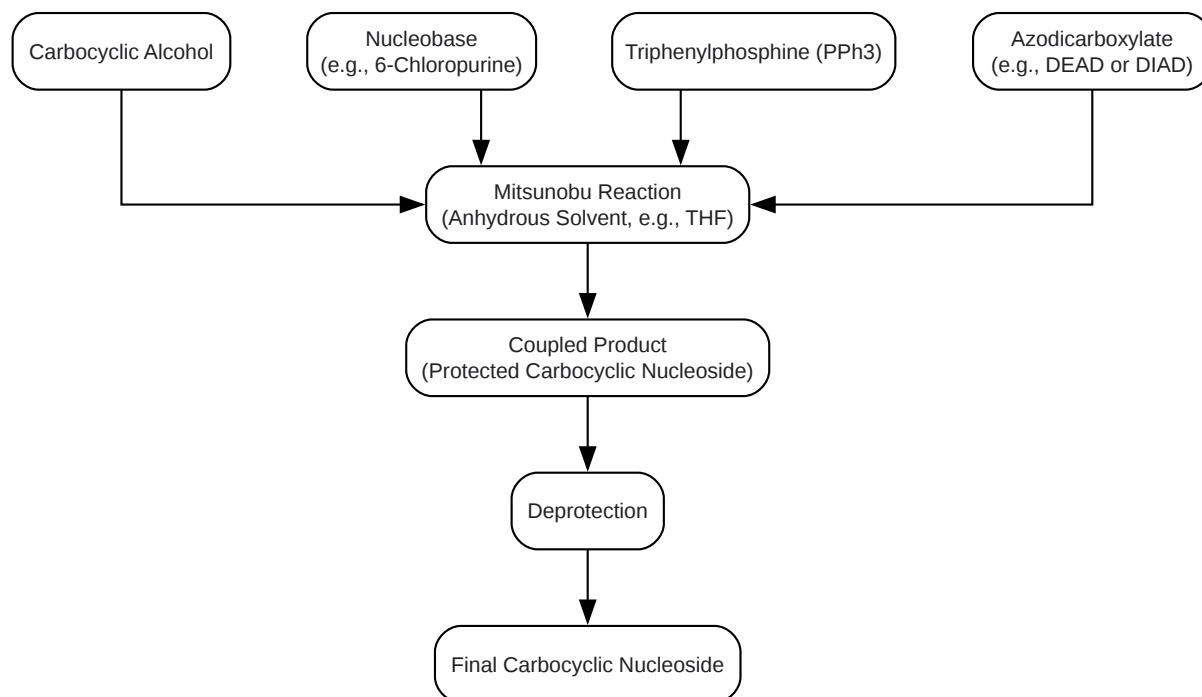 Carbocyclic Alcohol
Nucleobase
(e.g., 6-Chloropurine)
Triphenylphosphine (PPh3)
Azodicarboxylate
(e.g., DEAD or DIAD)
Mitsunobu Reaction
(Anhydrous Solvent, e.g., THF)
Coupled Product
(Protected Carbocyclic Nucleoside)
Deprotection
Final Carbocyclic Nucleoside